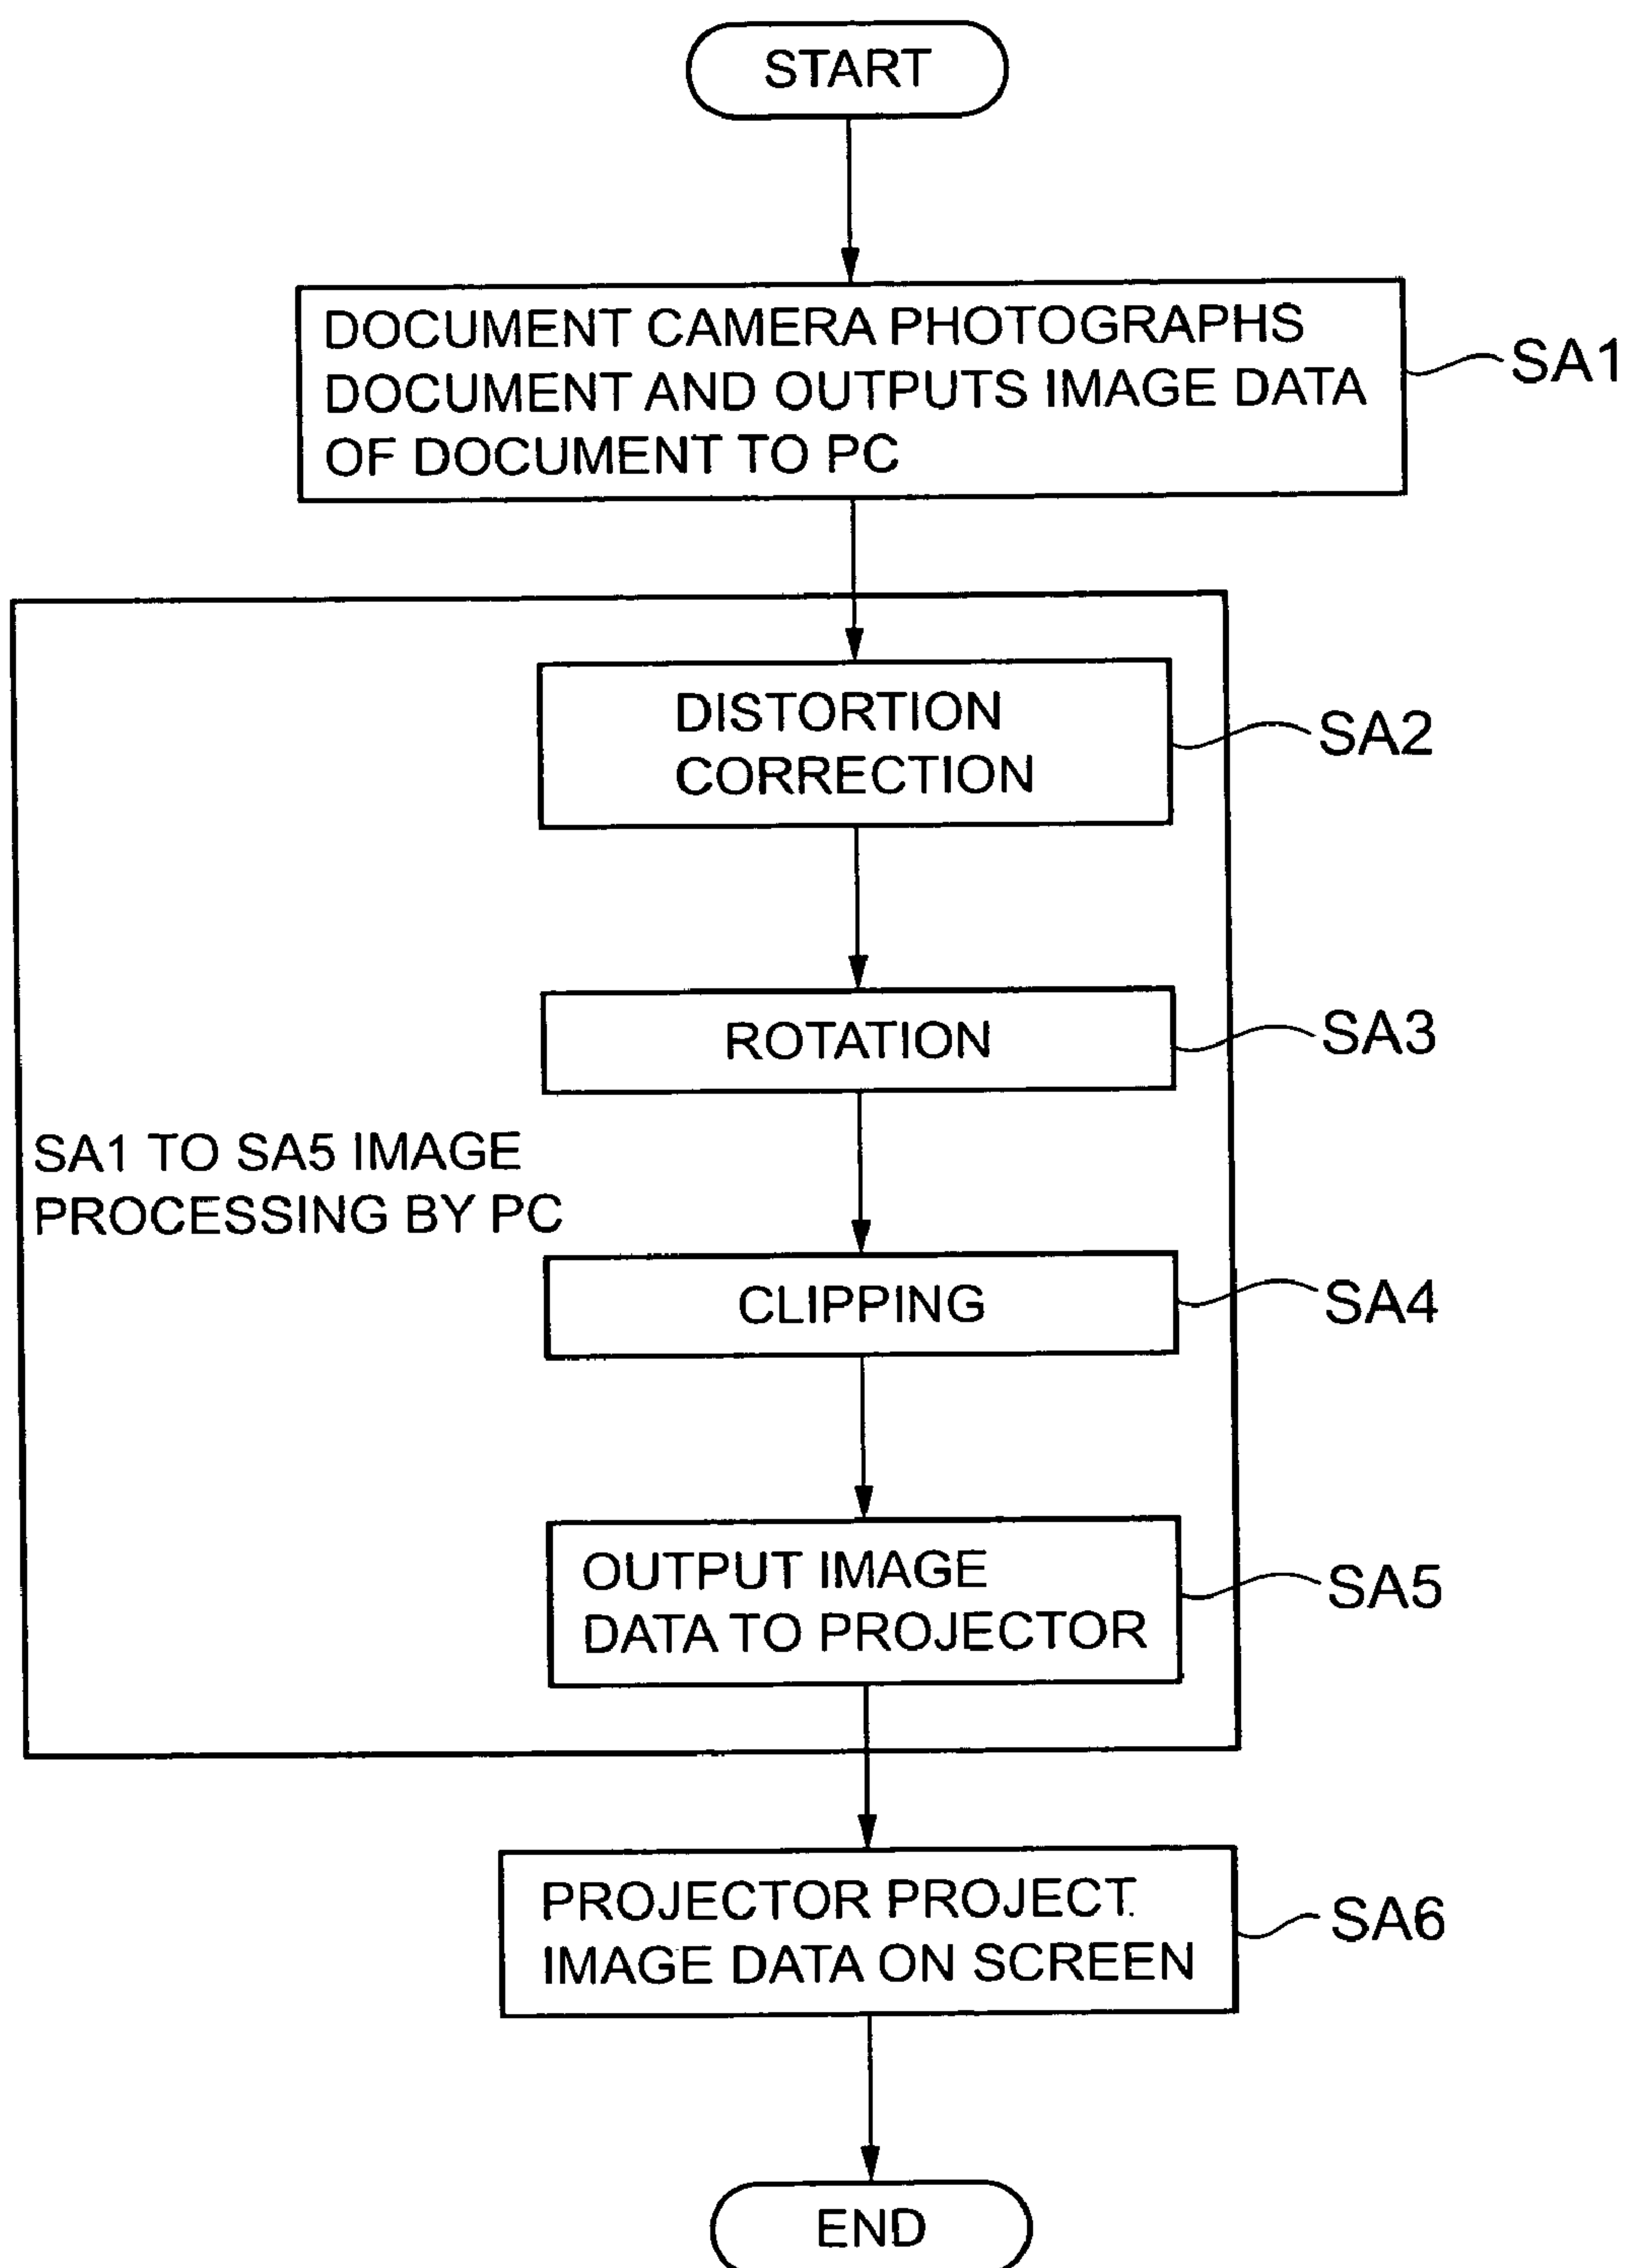 START
DOCUMENT CAMERA PHOTOGRAPHS
DOCUMENT AND OUTPUTS IMAGE DATA
OF DOCUMENT TO PC
SA1
DISTORTION
CORRECTION
SA2
ROTATION
SA3
SA1 TO SA5 IMAGE
PROCESSING BY PC
CLIPPING
SA4
OUTPUT IMAGE
DATA TO PROJECTOR
SA5
PROJECTOR PROJECT
IMAGE DATA ON SCREEN
SA6
END